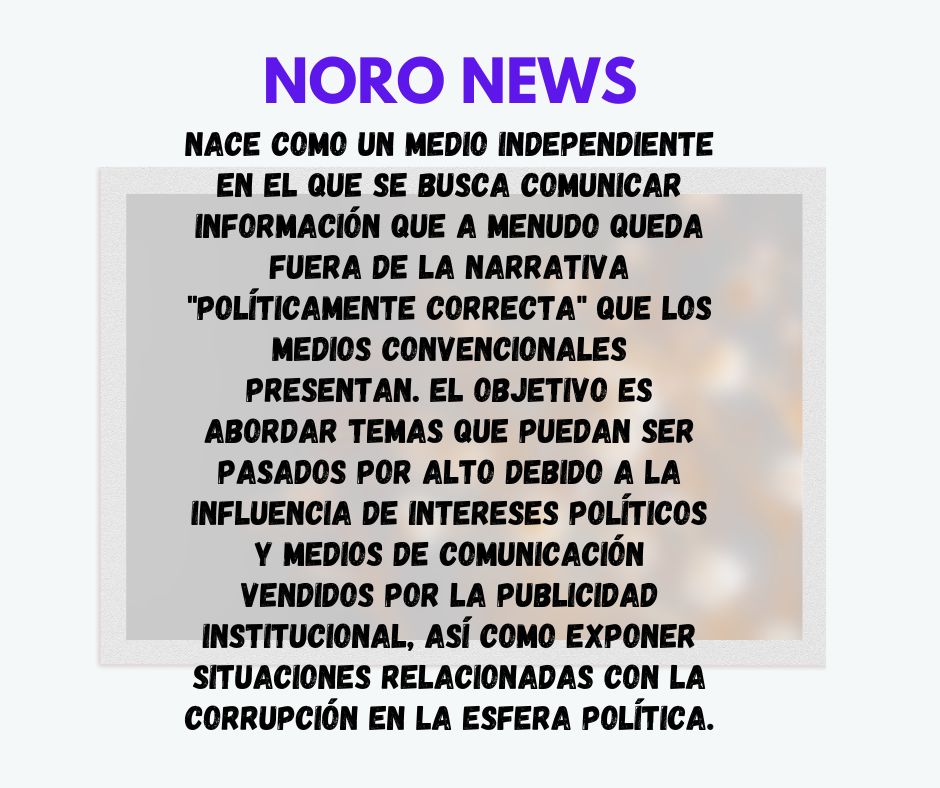 NORO NEWS
NACE COMO UN MEDIO INDEPENDIENTE
EN EL QUE SE BUSCA COMUNICAR
INFORMACIÓN QUE A MENUDO QUEDA
FUERA DE LA NARRATIVA
"POLÍTICAMENTE CORRECTA" QUE LOS
MEDIOS CONVENCIONALES
PRESENTAN. EL OBJETIVO ES
ABORDAR TEMAS QUE PUEDAN SER
PASADOS POR ALTO DEBIDO A LA
INFLUENCIA DE INTERESES POLÍTICOS
Y MEDIOS DE COMUNICACIÓN
VENDIDOS POR LA PUBLICIDAD
INSTITUCIONAL, ASÍ COMO EXPONER
SITUACIONES RELACIONADAS CON LA
CORRUPCIÓN EN LA ESFERA POLÍTICA.